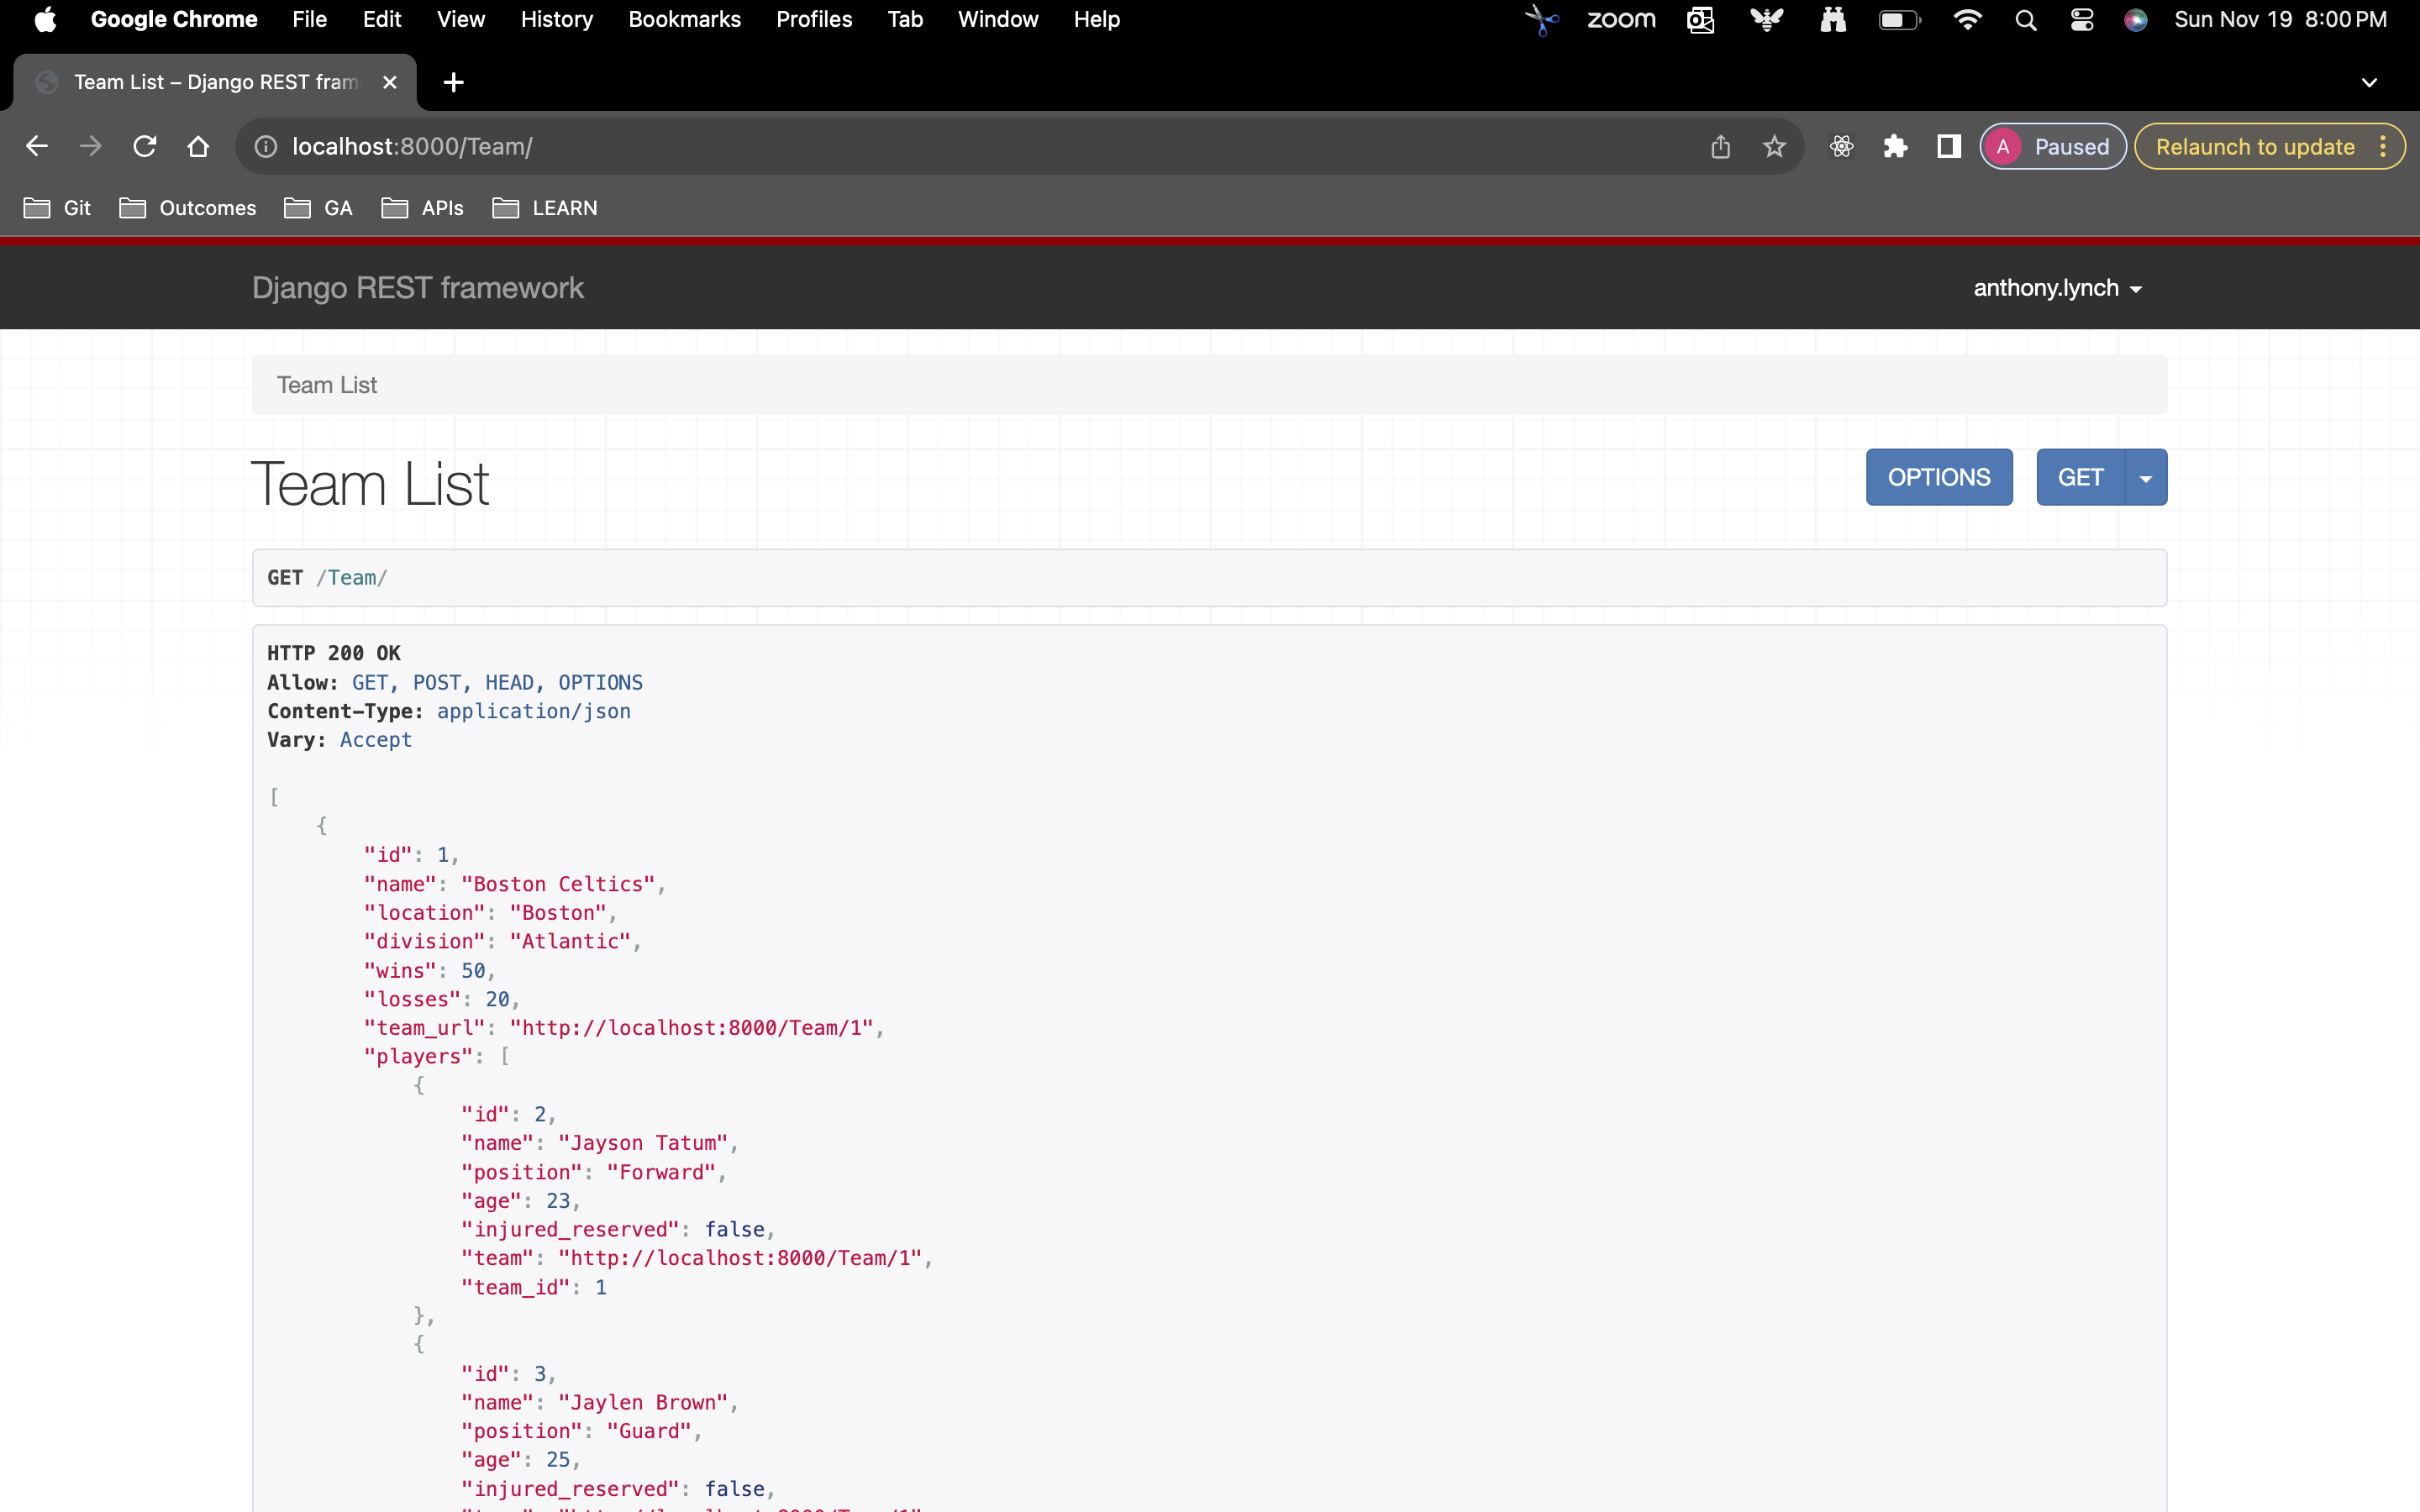 Google Chrome File Edit View History Bookmarks Profiles Tab Window Help zoom Sun Nov 19 8:00 PM
Team List – Django REST fram
localhost:8000/Team/ A Paused Relaunch to update
Git Outcomes GA APIs LEARN
Django REST framework anthony.lynch
Team List
Team List OPTIONS GET
GET /Team/
HTTP 200 OK
Allow: GET, POST, HEAD, OPTIONS
Content-Type: application/json
Vary: Accept
[
{
"id": 1,
"name": "Boston Celtics",
"location": "Boston",
"division": "Atlantic",
"wins": 50,
"losses": 20,
"team_url": "http://localhost:8000/Team/1",
"players": [
{
"id": 2,
"name": "Jayson Tatum",
"position": "Forward",
"age": 23,
"injured_reserved": false,
"team": "http://localhost:8000/Team/1",
"team_id": 1
},
{
"id": 3,
"name": "Jaylen Brown",
"position": "Guard",
"age": 25,
"injured_reserved": false,